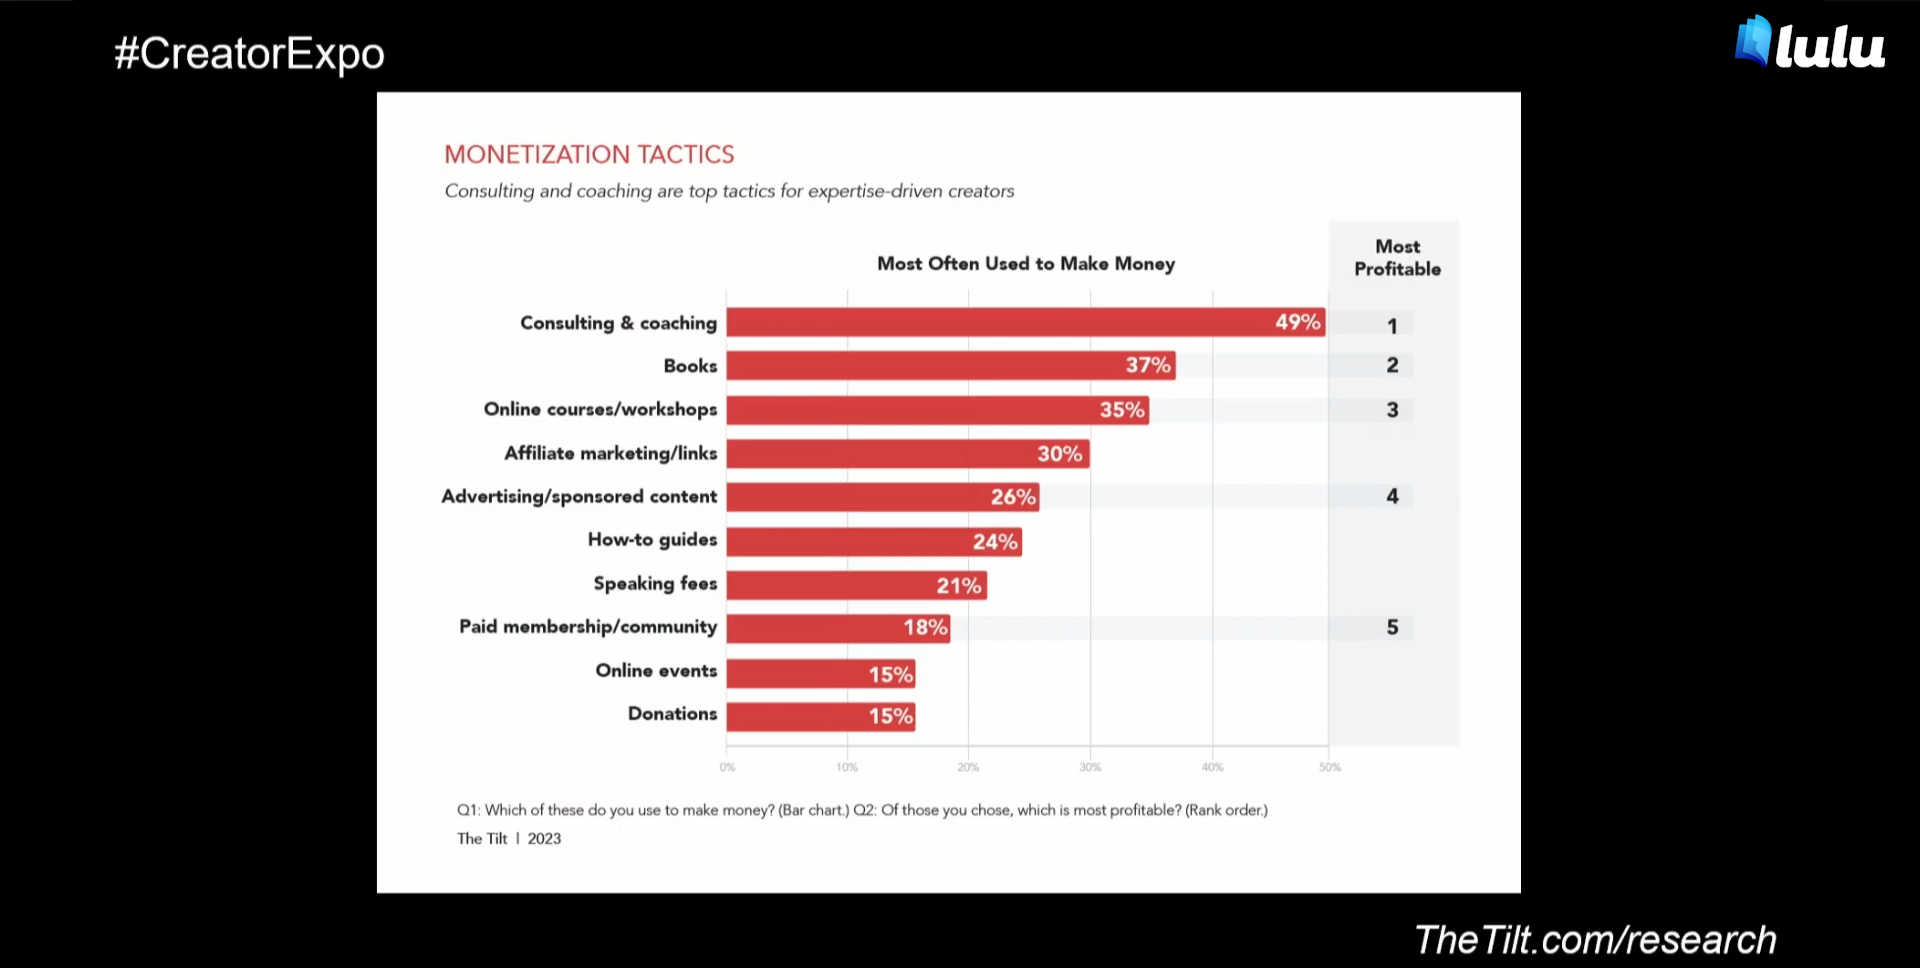 #CreatorExpo
lulu
MONETIZATION TACTICS
Consulting and coaching are top tactics for expertise-driven creators
Most Often Used to Make Money
Most
Profitable
Consulting & coaching 49% 1
Books 37% 2
Online courses/workshops 35% 3
Affiliate marketing/links 30%
Advertising/sponsored content 26% 4
How-to guides 24%
Speaking fees 21%
Paid membership/community 18% 5
Online events 15%
Donations 15%
0% 10% 20% 30% 40% 50%
Q1: Which of these do you use to make money? (Bar chart.) Q2: Of those you chose, which is most profitable? (Rank order.)
The Tilt | 2023
TheTilt.com/research